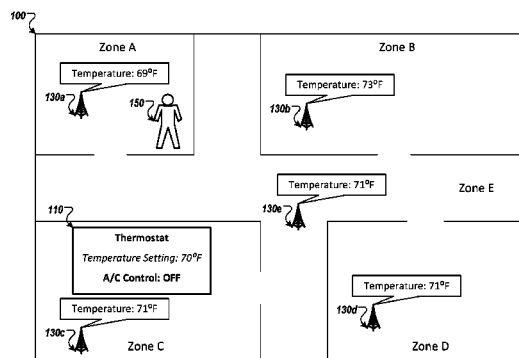 100
Zone A
Zone B
Temperature: 69°F
130a
150
Temperature: 73°F
130b
Temperature: 71°F
Zone E
130e
110
Thermostat
Temperature Setting: 70°F
A/C Control: OFF
Temperature: 71°F
130c
Zone C
Temperature: 71°F
130d
Zone D